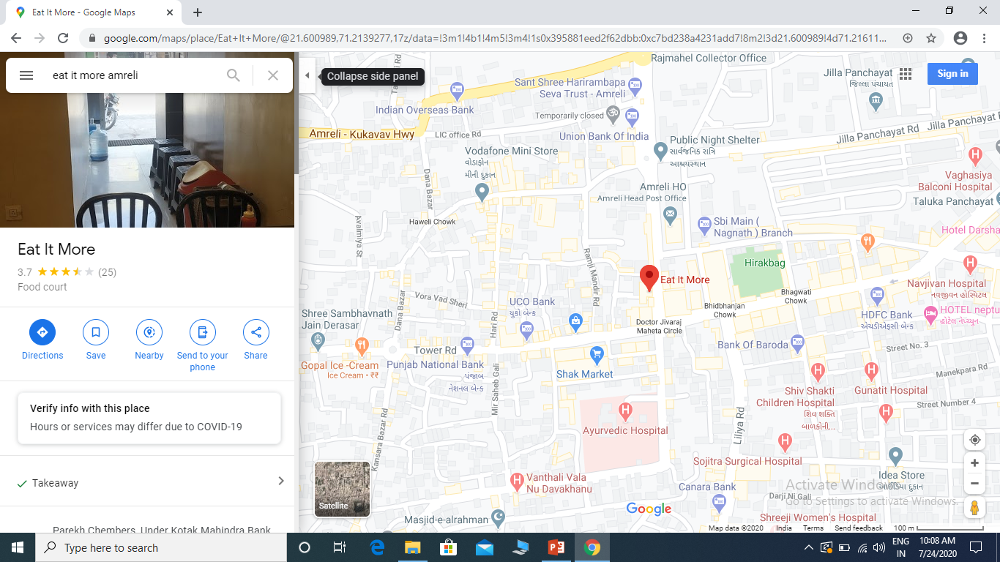 Eat It More - Google Maps
google.com/maps/place/Eat+It+More/@21.600989,71.2139277,17z/data=!3m1!4b1!4m5!3m4!1s0x395881eed2f62dbb:0xc7bd238a4231add7!8m2!3d21.600989!4d71.21611...
eat it more amreli
Collapse side panel
Sign in
Eat It More
3.7 (25)
Food court
Directions
Save
Nearby
Send to your
phone
Share
Verify info with this place
Hours or services may differ due to COVID-19
Takeaway
Parekh Chembers, Under Kotak Mahindra Bank
Rajmahel Collector Office
Jilla Panchayat
જિલ્લા પંચાયત
Sant Shree Harirambapa
Seva Trust - Amreli
Indian Overseas Bank
Temporarily closed
Amreli - Kukavav Hwy
LIC office Rd
Union Bank Of India
Jilla Panchayat Rd
Jilla Panchayat Rd
Public Night Shelter
સાર્વજનિક રાત્રિ
આશ્રયસ્થાન
Vodafone Mini Store
વોડાફોન
મીની દુકાન
Vaghasiya
Balconi Hospital
Dana Bazar
Amreli HO
Amreli Head Post Office
Taluka Panchayat
Haweli Chowk
Sbi Main (
Nagnath ) Branch
Hotel Darsha
Avalmiya St
Ramji Mandir Rd
Hirakbag
Eat It More
Navjivan Hospital
નવજીવન હોસ્પિટલ
Bhagwati
Chowk
Vora Vad Sheri
UCO Bank
યુકો બેન્ક
Bhidbhanjan
Chowk
HDFC Bank
એચડીએફસી બેન્ક
HOTEL neptu
હોટેલ નેપ્ચ્યુન
Shree Sambhavnath
Jain Derasar
Dana Bazar
Hari Rd
Doctor Jivaraj
Maheta Circle
Bank Of Baroda
Street No. 3
Tower Rd
Gopal Ice -Cream
Ice Cream • ₹₹
Punjab National Bank
પંજાબ
નેશનલ બેન્ક
Shak Market
Manekpara Rd
Mir Saheb Gali
Shiv Shakti
Children Hospital
શિવ શક્તિ
બાળકોની...
Gunatit Hospital
Street Number 4
Kansara Bazar Rd
Ayurvedic Hospital
Liliya Rd
Sojitra Surgical Hospital
Idea Store
Vanthali Vala
Nu Davakhanu
Canara Bank
Darji Ni Gali
Activate Windows
Go to Settings to activate Windows.
Satellite
Masjid-e-alrahman
Google
Shreeji Women's Hospital
Map data ©2020 India Terms Send feedback 100 m
Type here to search
ENG
IN
10:08 AM
7/24/2020